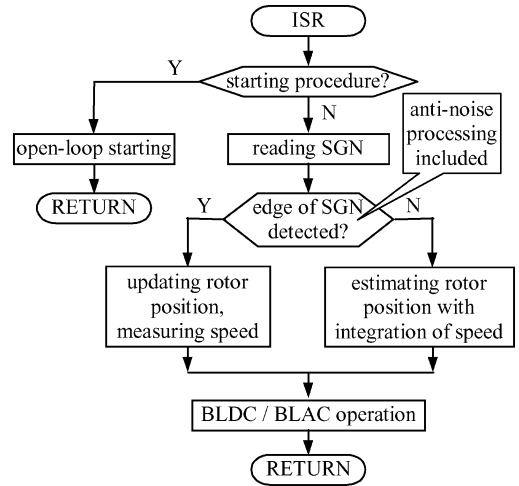 ISR
Y
starting procedure?
N
anti-noise
processing
included
open-loop starting
reading SGN
RETURN
Y
edge of SGN
detected?
N
updating rotor
position,
measuring speed
estimating rotor
position with
integration of speed
BLDC / BLAC operation
RETURN